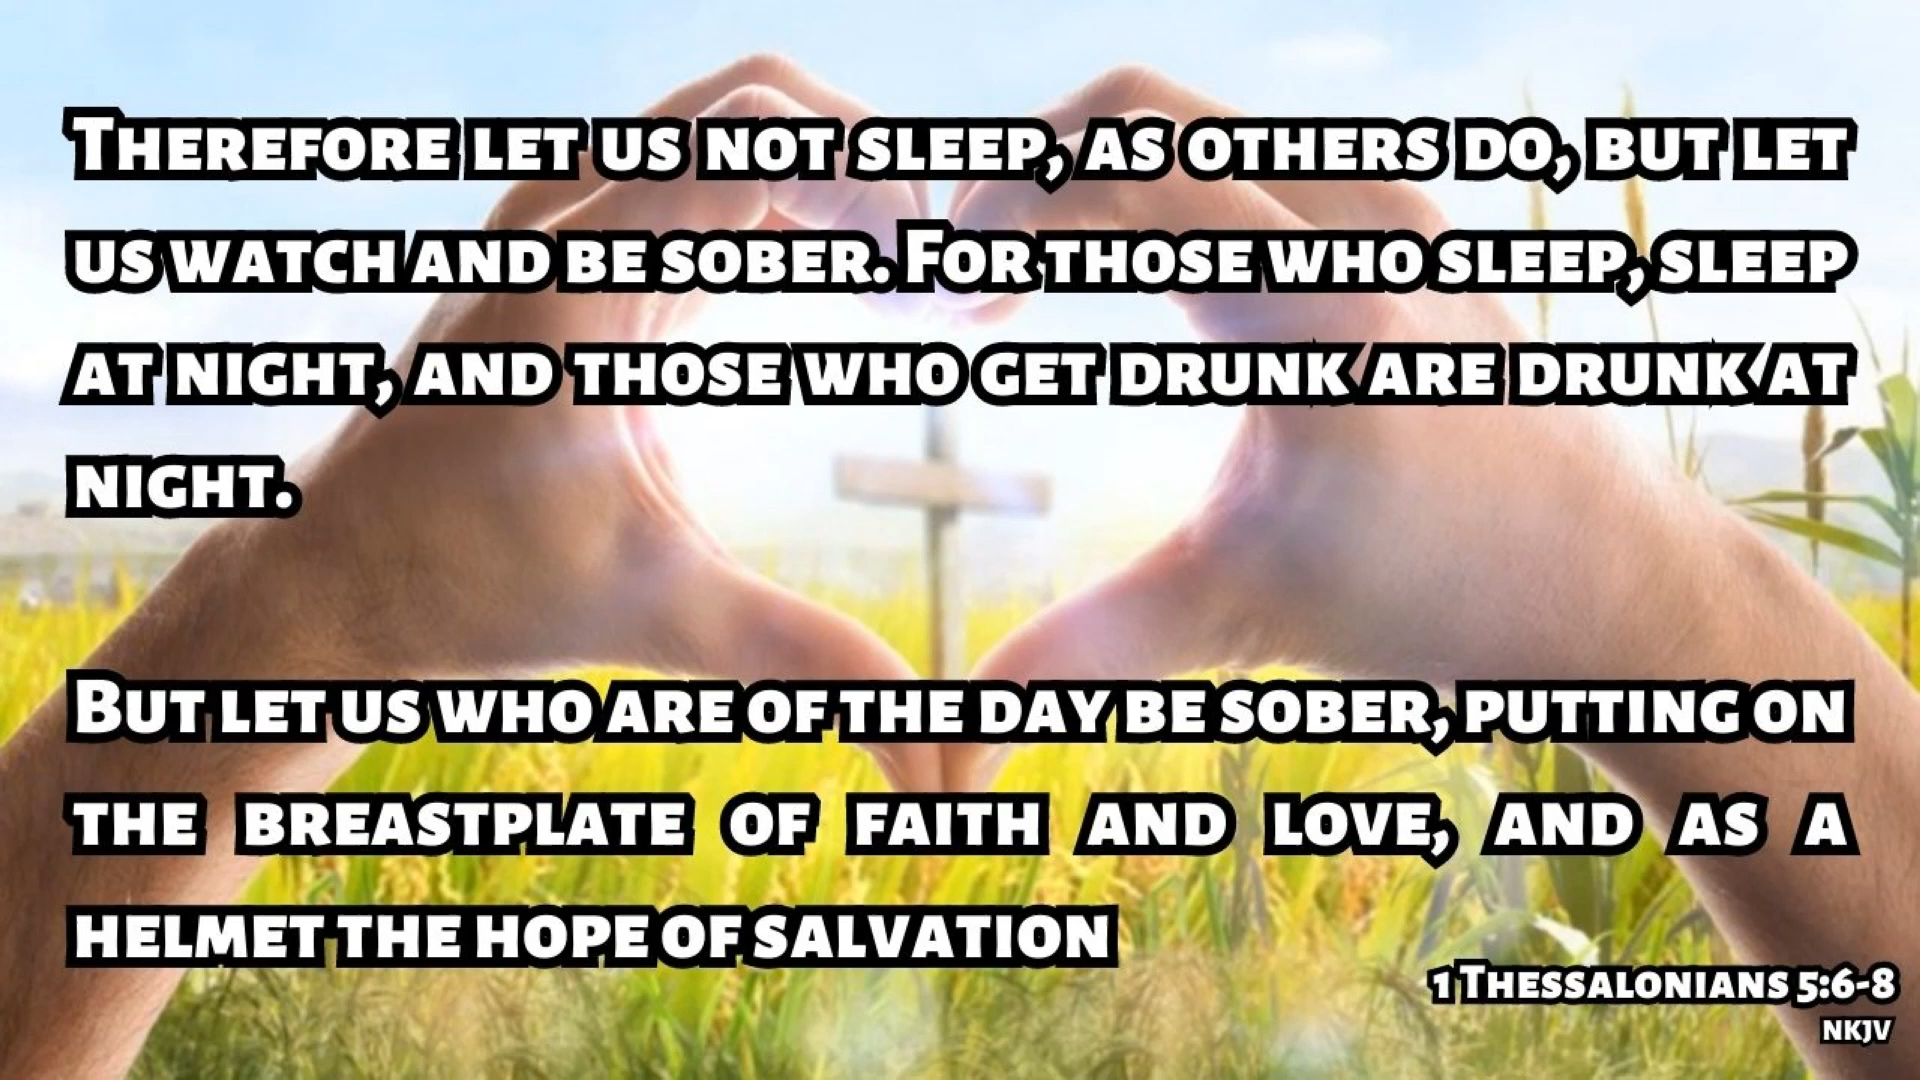 Therefore let us not sleep, as others do, but let
us watch and be sober. For those who sleep, sleep
at night, and those who get drunk are drunk at
night.
But let us who are of the day be sober, putting on
the breastplate of faith and love, and as a
helmet the hope of salvation
1 Thessalonians 5:6-8
NKJV